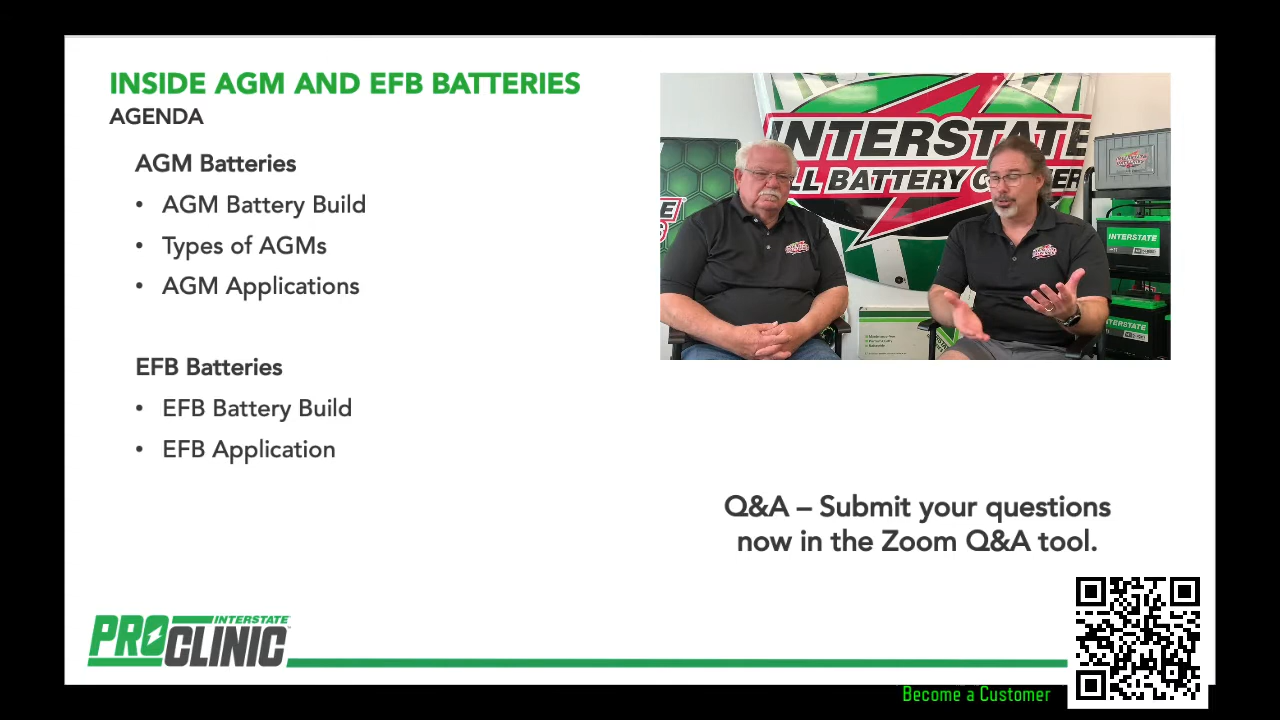 INSIDE AGM AND EFB BATTERIES
AGENDA
AGM Batteries
• AGM Battery Build
• Types of AGMs
• AGM Applications
EFB Batteries
• EFB Battery Build
• EFB Application
INTERSTATE
ALL BATTERY CENTER
INTERSTATE
INTERSTATE
Q&A – Submit your questions
now in the Zoom Q&A tool.
INTERSTATE
PRO CLINIC
Become a Customer